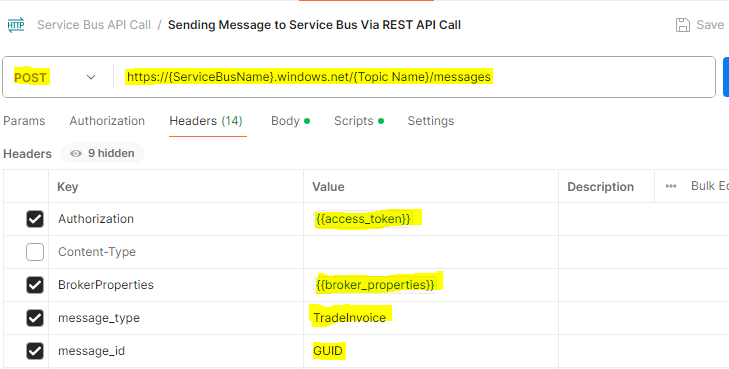 HTTP Service Bus API Call / Sending Message to Service Bus Via REST API Call Save
POST https://{ServiceBusName}.windows.net/{Topic Name}/messages
Params Authorization Headers (14) Body Scripts Settings
Headers 9 hidden
Key Value Description Bulk Ec
Authorization {{access_token}}
Content-Type
BrokerProperties {{broker_properties}}
message_type TradeInvoice
message_id GUID